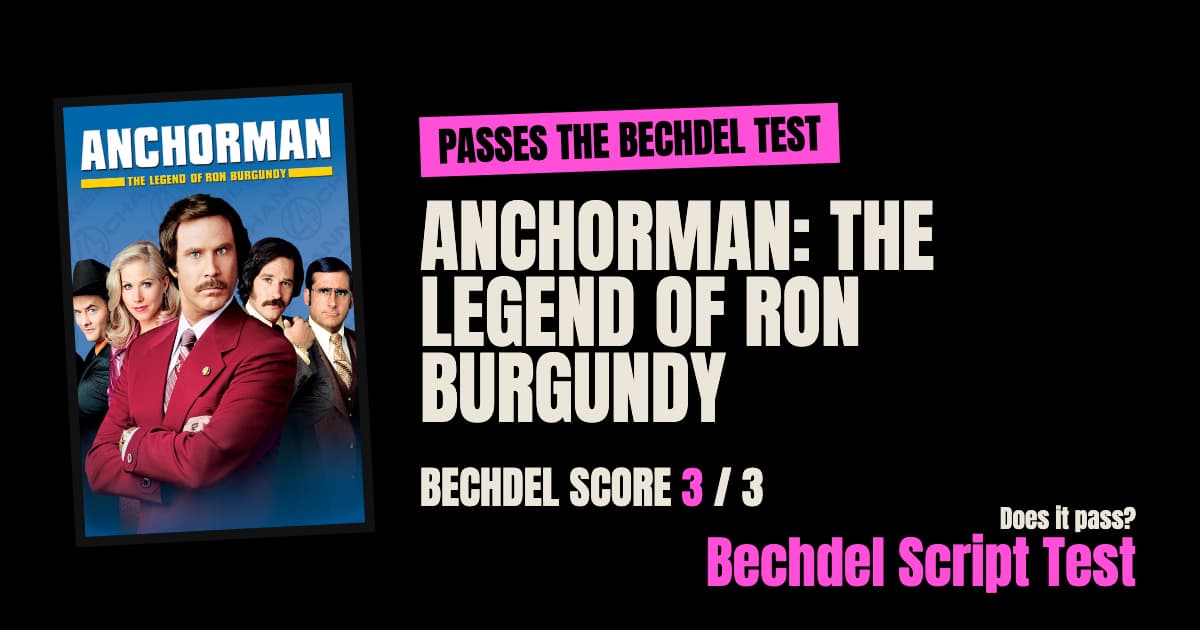 ANCHORMAN
THE LEGEND OF RON BURGUNDY
PASSES THE BECHDEL TEST
ANCHORMAN: THE
LEGEND OF RON
BURGUNDY
BECHDEL SCORE 3 / 3
Does it pass?
Bechdel Script Test